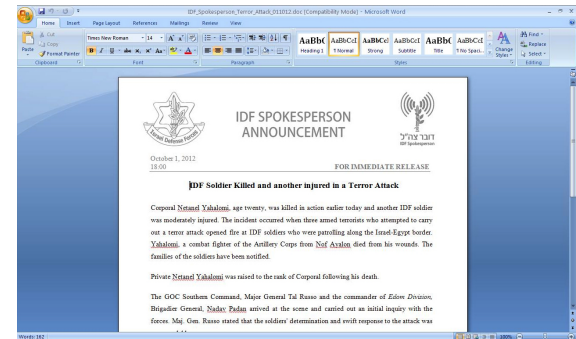 IDF_Spokesperson_Terror_Attack_011012.doc [Compatibility Mode] - Microsoft Word
Home Insert Page Layout References Mailings Review View
Paste
Cut
Copy
Format Painter
Clipboard
Times New Roman 14
Font
Paragraph
AaBb( AaBbCcI AaBbCcl AaBbCcI AaBb( AaBbCcI
Heading 1 ¶ Normal Strong Subtitle Title ¶ No Spaci...
Change Styles
Styles
Find
Replace
Select
Editing
Israel Defense Forces
IDF SPOKESPERSON
ANNOUNCEMENT
דובר צה"ל
IDF Spokesperson
October 1, 2012
18:00 FOR IMMEDIATE RELEASE
IDF Soldier Killed and another injured in a Terror Attack
Corporal Netanel Yahalomi, age twenty, was killed in action earlier today and another IDF soldier
was moderately injured. The incident occurred when three armed terrorists who attempted to carry
out a terror attack opened fire at IDF soldiers who were patrolling along the Israel-Egypt border.
Yahalomi, a combat fighter of the Artillery Corps from Nof Ayalon died from his wounds. The
families of the soldiers have been notified.
Private Netanel Yahalomi was raised to the rank of Corporal following his death.
The GOC Southern Command, Major General Tal Russo and the commander of Edom Division,
Brigadier General, Nadav Padan arrived at the scene and carried out an initial inquiry with the
forces. Maj. Gen. Russo stated that the soldiers' determination and swift response to the attack was
Words: 162
100%